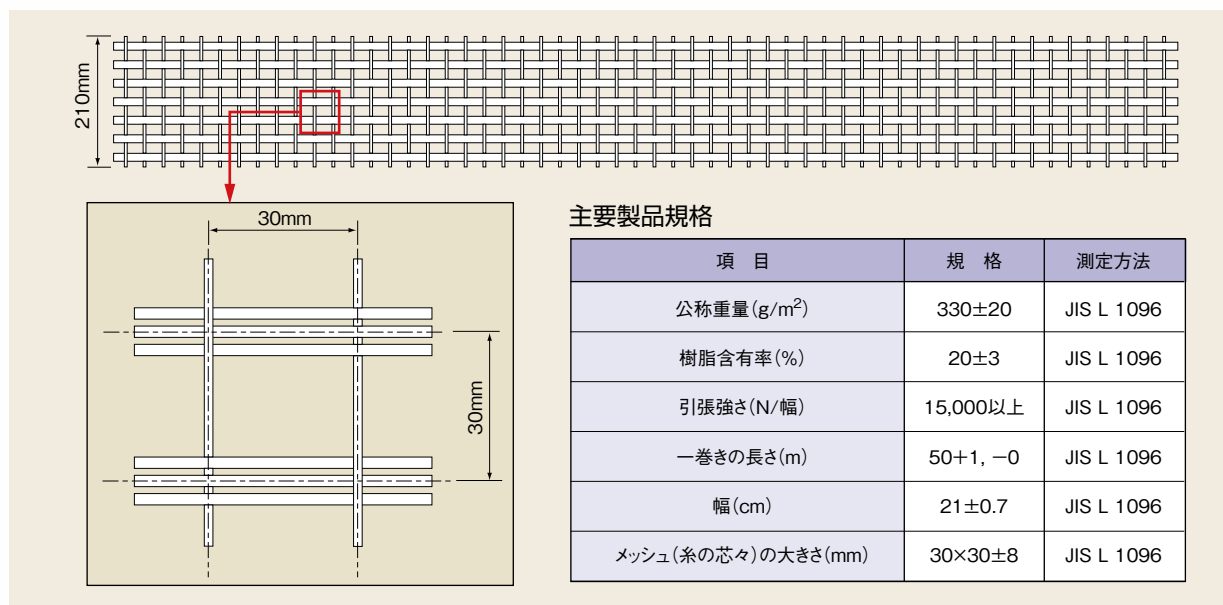 210mm
30mm
30mm
主要製品規格
項 目 規 格 測定方法
公称重量(g/m²) 330±20 JIS L 1096
樹脂含有率(%) 20±3 JIS L 1096
引張強さ(N/幅) 15,000以上 JIS L 1096
一巻きの長さ(m) 50+1, −0 JIS L 1096
幅(cm) 21±0.7 JIS L 1096
メッシュ(糸の芯々)の大きさ(mm) 30×30±8 JIS L 1096